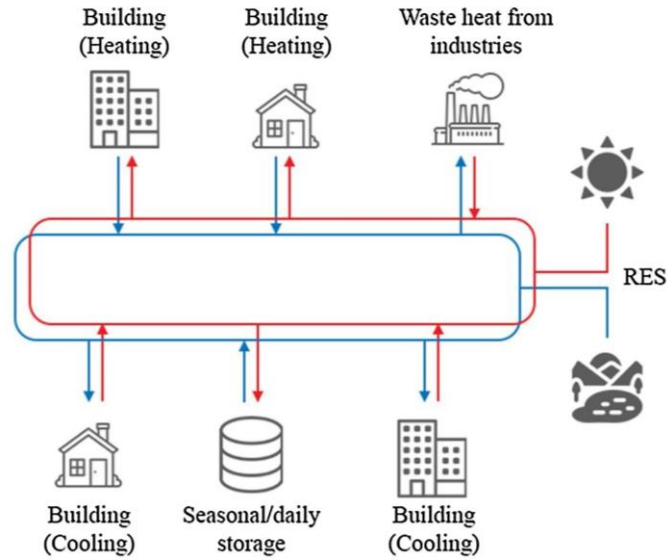 Building
(Heating)
Building
(Heating)
Waste heat from
industries
RES
Building
(Cooling)
Seasonal/daily
storage
Building
(Cooling)